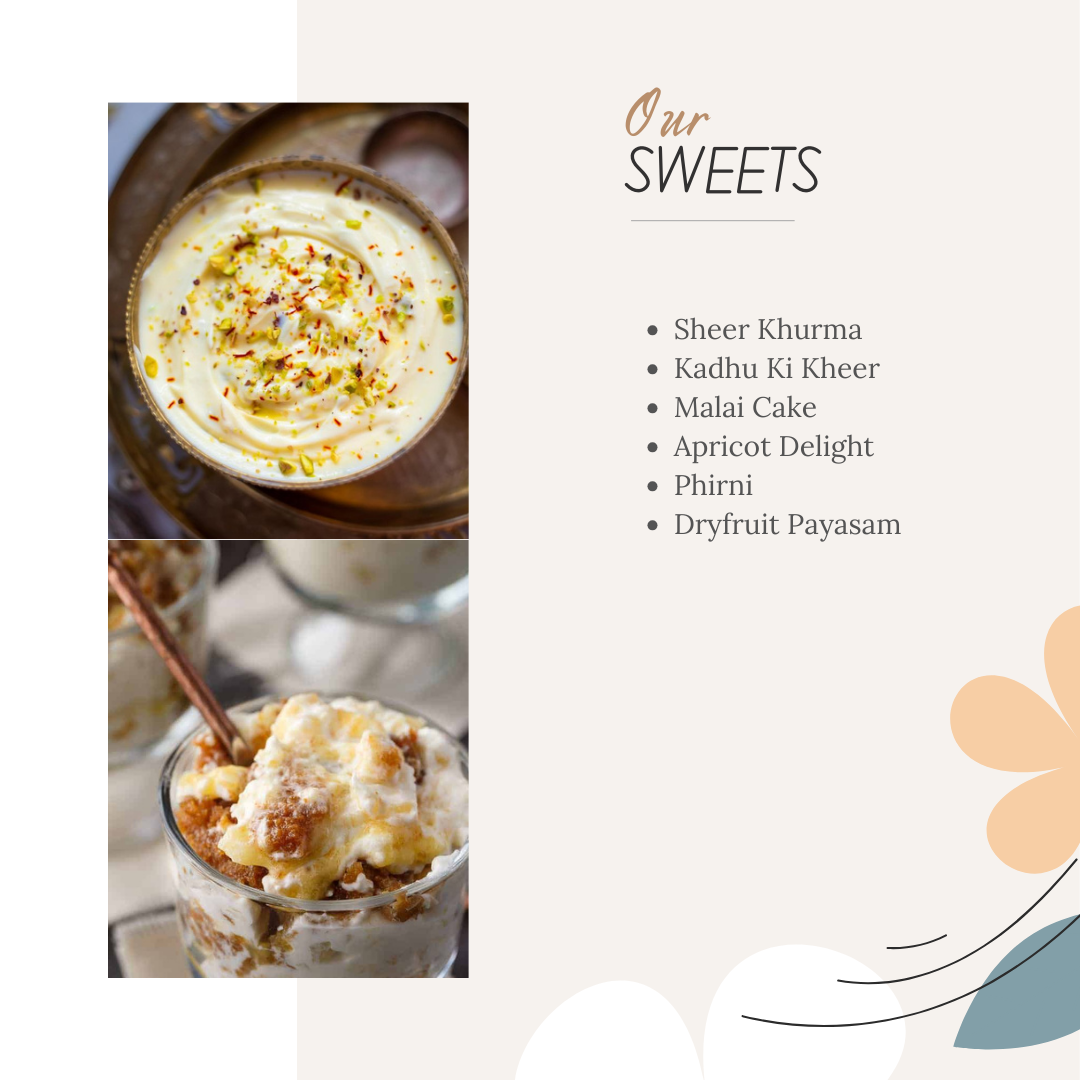 Our
SWEETS
• Sheer Khurma
• Kadhu Ki Kheer
• Malai Cake
• Apricot Delight
• Phirni
• Dryfruit Payasam